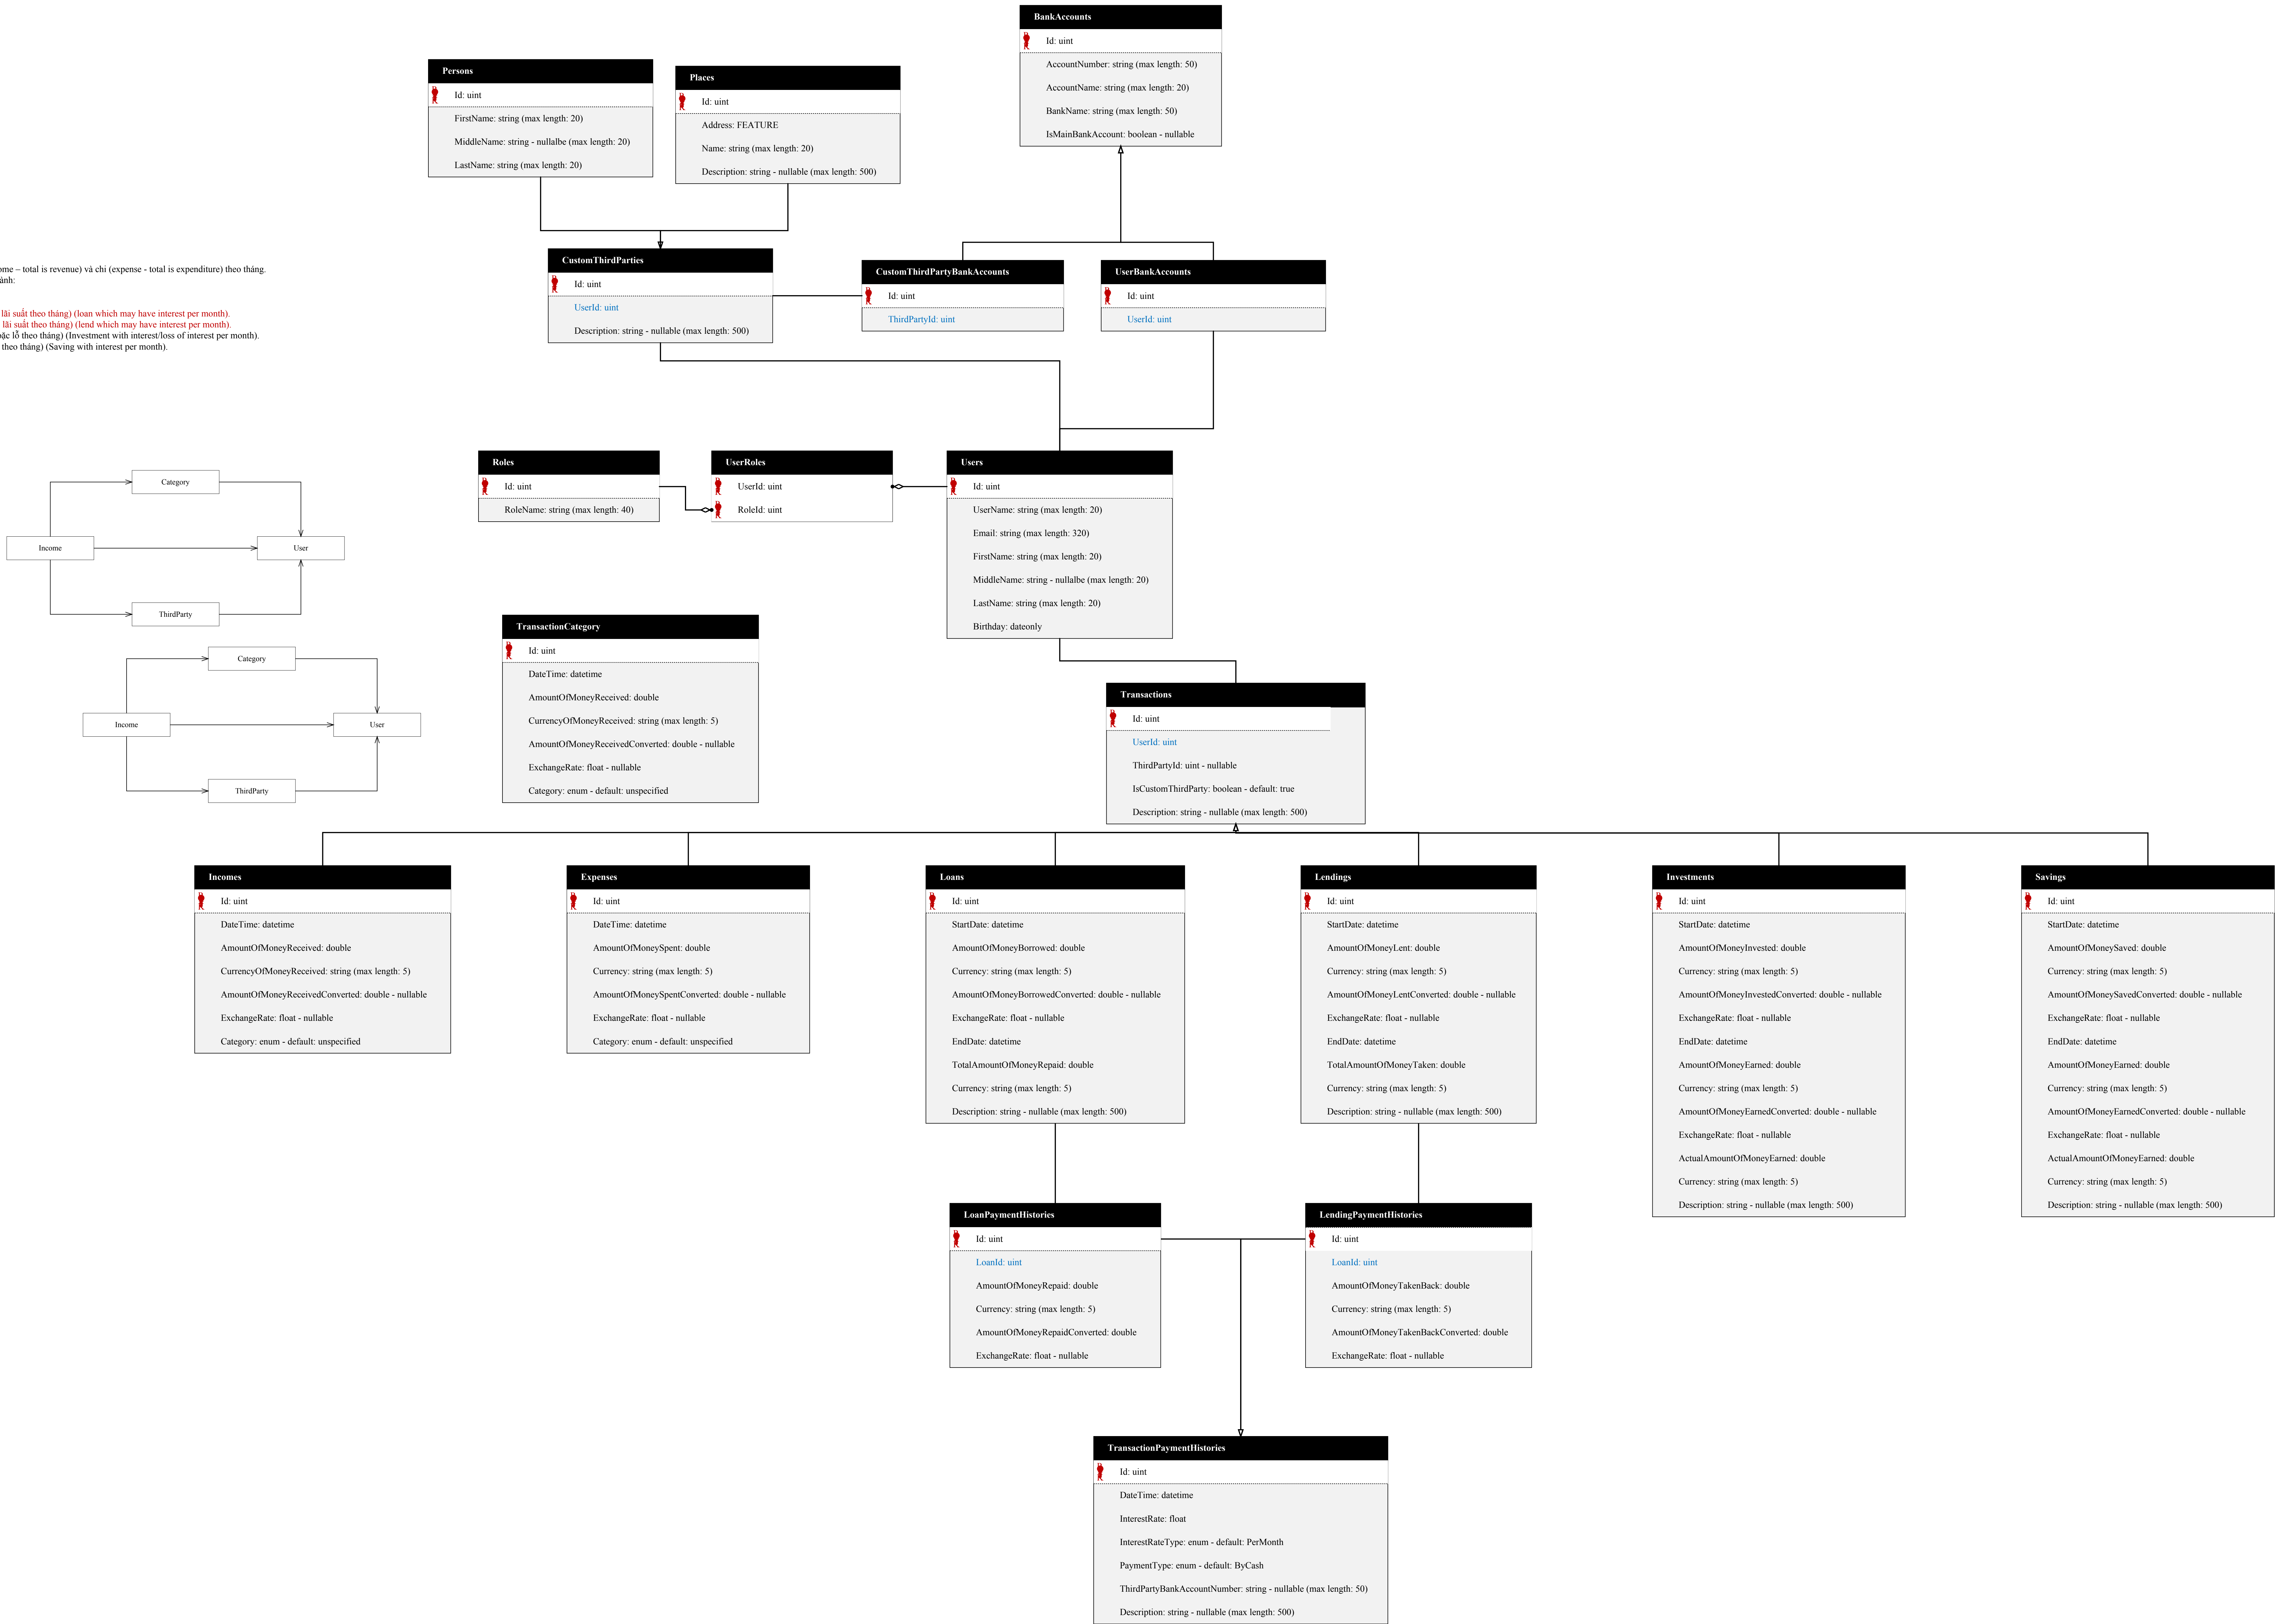 BankAccounts
Id: uint
AccountNumber: string (max length: 50)
AccountName: string (max length: 20)
BankName: string (max length: 50)
IsMainBankAccount: boolean - nullable
Persons
Id: uint
FirstName: string (max length: 20)
MiddleName: string - nullalbe (max length: 20)
LastName: string (max length: 20)
Places
Id: uint
Address: FEATURE
Name: string (max length: 20)
Description: string - nullable (max length: 500)
ome – total is revenue) và chi (expense - total is expenditure) theo tháng.
ành:
lãi suất theo tháng) (loan which may have interest per month).
lãi suất theo tháng) (lend which may have interest per month).
oặc lỗ theo tháng) (Investment with interest/loss of interest per month).
theo tháng) (Saving with interest per month).
CustomThirdParties
Id: uint
UserId: uint
Description: string - nullable (max length: 500)
CustomThirdPartyBankAccounts
Id: uint
ThirdPartyId: uint
UserBankAccounts
Id: uint
UserId: uint
Category
Income
User
ThirdParty
Category
Income
User
ThirdParty
Roles
Id: uint
RoleName: string (max length: 40)
UserRoles
UserId: uint
RoleId: uint
Users
Id: uint
UserName: string (max length: 20)
Email: string (max length: 320)
FirstName: string (max length: 20)
MiddleName: string - nullalbe (max length: 20)
LastName: string (max length: 20)
Birthday: dateonly
TransactionCategory
Id: uint
DateTime: datetime
AmountOfMoneyReceived: double
CurrencyOfMoneyReceived: string (max length: 5)
AmountOfMoneyReceivedConverted: double - nullable
ExchangeRate: float - nullable
Category: enum - default: unspecified
Transactions
Id: uint
UserId: uint
ThirdPartyId: uint - nullable
IsCustomThirdParty: boolean - default: true
Description: string - nullable (max length: 500)
Incomes
Id: uint
DateTime: datetime
AmountOfMoneyReceived: double
CurrencyOfMoneyReceived: string (max length: 5)
AmountOfMoneyReceivedConverted: double - nullable
ExchangeRate: float - nullable
Category: enum - default: unspecified
Expenses
Id: uint
DateTime: datetime
AmountOfMoneySpent: double
Currency: string (max length: 5)
AmountOfMoneySpentConverted: double - nullable
ExchangeRate: float - nullable
Category: enum - default: unspecified
Loans
Id: uint
StartDate: datetime
AmountOfMoneyBorrowed: double
Currency: string (max length: 5)
AmountOfMoneyBorrowedConverted: double - nullable
ExchangeRate: float - nullable
EndDate: datetime
TotalAmountOfMoneyRepaid: double
Currency: string (max length: 5)
Description: string - nullable (max length: 500)
Lendings
Id: uint
StartDate: datetime
AmountOfMoneyLent: double
Currency: string (max length: 5)
AmountOfMoneyLentConverted: double - nullable
ExchangeRate: float - nullable
EndDate: datetime
TotalAmountOfMoneyTaken: double
Currency: string (max length: 5)
Description: string - nullable (max length: 500)
Investments
Id: uint
StartDate: datetime
AmountOfMoneyInvested: double
Currency: string (max length: 5)
AmountOfMoneyInvestedConverted: double - nullable
ExchangeRate: float - nullable
EndDate: datetime
AmountOfMoneyEarned: double
Currency: string (max length: 5)
AmountOfMoneyEarnedConverted: double - nullable
ExchangeRate: float - nullable
ActualAmountOfMoneyEarned: double
Currency: string (max length: 5)
Description: string - nullable (max length: 500)
Savings
Id: uint
StartDate: datetime
AmountOfMoneySaved: double
Currency: string (max length: 5)
AmountOfMoneySavedConverted: double - nullable
ExchangeRate: float - nullable
EndDate: datetime
AmountOfMoneyEarned: double
Currency: string (max length: 5)
AmountOfMoneyEarnedConverted: double - nullable
ExchangeRate: float - nullable
ActualAmountOfMoneyEarned: double
Currency: string (max length: 5)
Description: string - nullable (max length: 500)
LoanPaymentHistories
Id: uint
LoanId: uint
AmountOfMoneyRepaid: double
Currency: string (max length: 5)
AmountOfMoneyRepaidConverted: double
ExchangeRate: float - nullable
LendingPaymentHistories
Id: uint
LoanId: uint
AmountOfMoneyTakenBack: double
Currency: string (max length: 5)
AmountOfMoneyTakenBackConverted: double
ExchangeRate: float - nullable
TransactionPaymentHistories
Id: uint
DateTime: datetime
InterestRate: float
InterestRateType: enum - default: PerMonth
PaymentType: enum - default: ByCash
ThirdPartyBankAccountNumber: string - nullable (max length: 50)
Description: string - nullable (max length: 500)